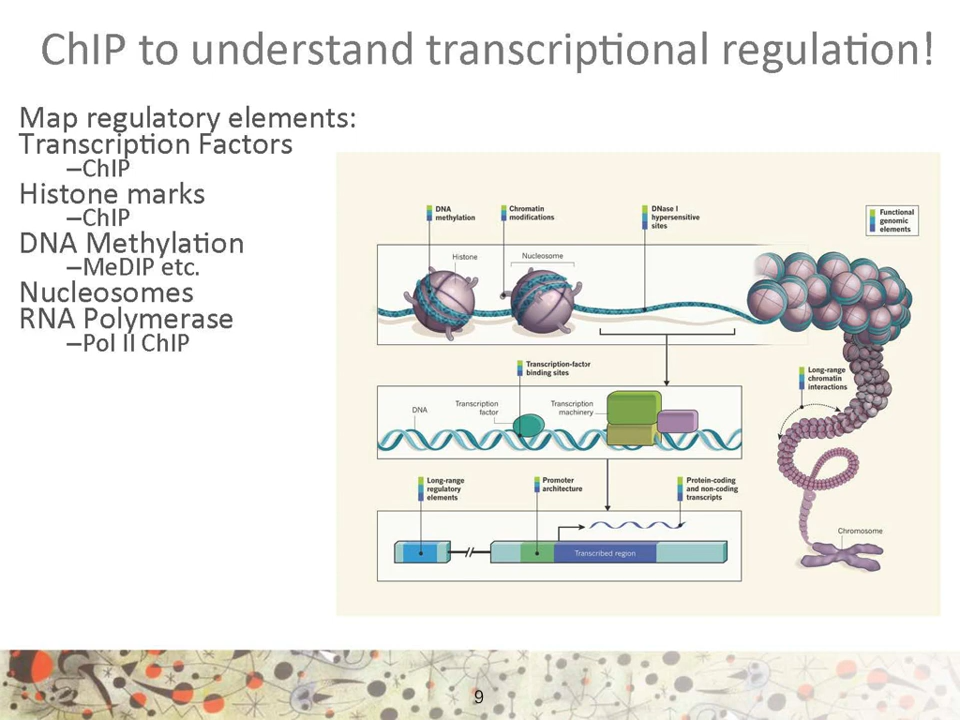 ChIP to understand transcriptional regulation!
Map regulatory elements:
Transcription Factors
–ChIP
Histone marks
–ChIP
DNA Methylation
–MeDIP etc.
Nucleosomes
RNA Polymerase
–Pol II ChIP
DNA
methylation
Chromatin
modifications
DNase I
hypersensitive
sites
Functional
genomic
elements
Histone
Nucleosome
Transcription-factor
binding sites
Long-range
chromatin
interactions
DNA
Transcription
factor
Transcription
machinery
Long-range
regulatory
elements
Promoter
architecture
Protein-coding
and non-coding
transcripts
Transcribed region
Chromosome
9